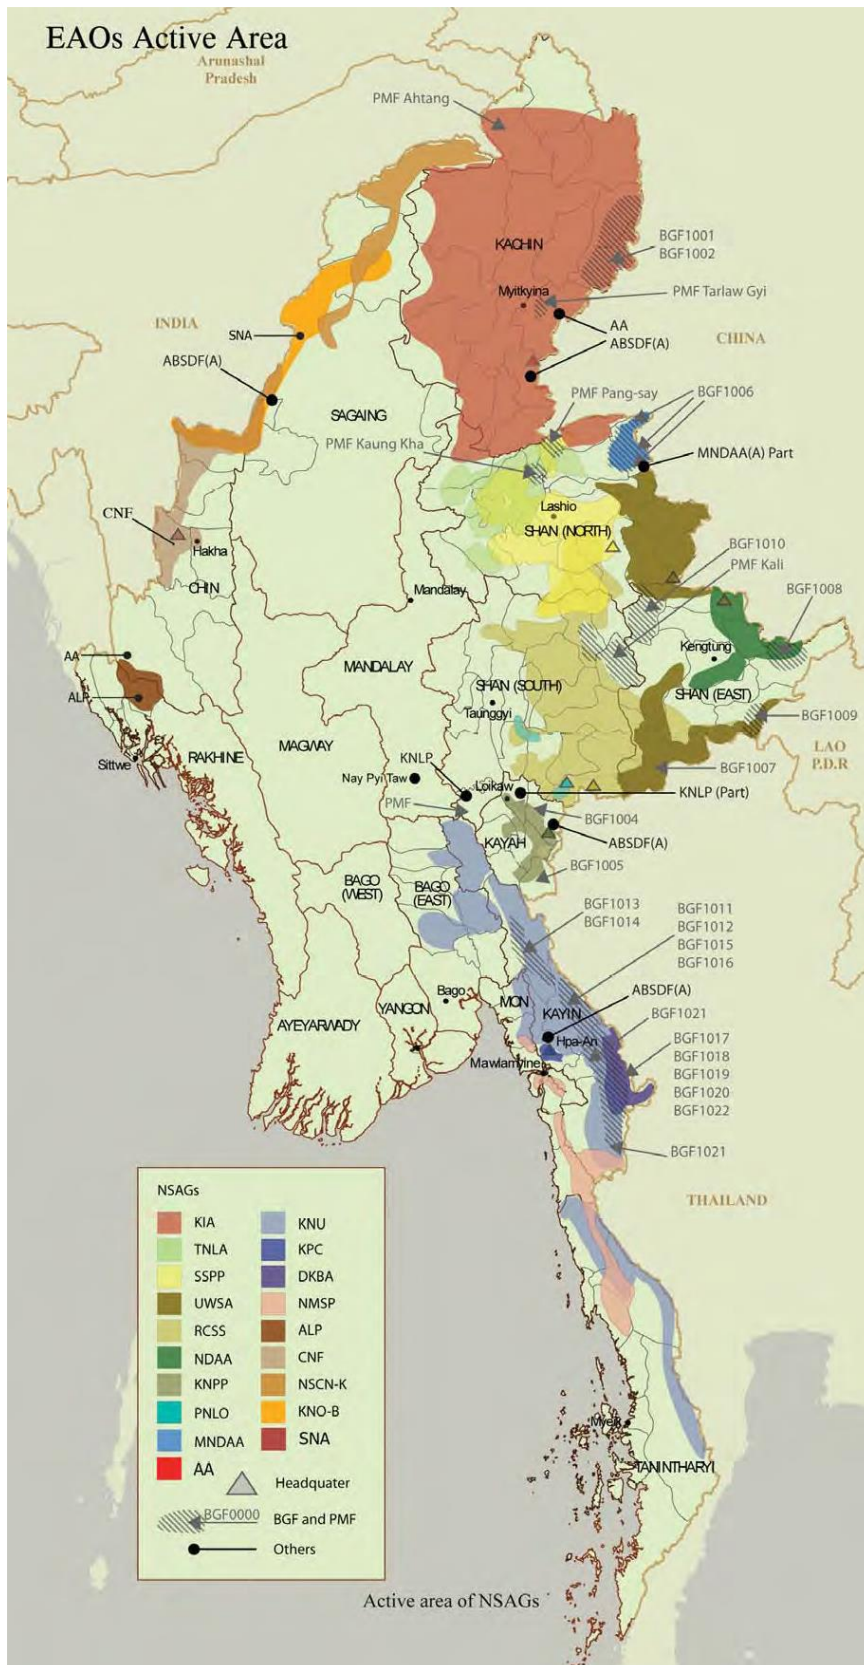 EAOs Active Area
Arunashal
Pradesh
PMF Ahtang
KACHIN
BGF1001
BGF1002
Myitkyina
PMF Tarlaw Gyi
INDIA
SNA
AA
ABSDF(A)
CHINA
ABSDF(A)
PMF Pang-say
BGF1006
SAGAING
PMF Kaung Kha
MNDAA(A) Part
CNF
Lashio
SHAN (NORTH)
Hakha
BGF1010
PMF Kali
CHIN
Mandalay
BGF1008
AA
MANDALAY
Kengtung
ALP
SHAN (SOUTH)
SHAN (EAST)
Taunggyi
BGF1009
Sittwe
RAKHINE
MAGWAY
KNLP
LAO
P.D.R
Nay Pyi Taw
Loikaw
BGF1007
KNLP (Part)
PMF
BGF1004
KAYAH
ABSDF(A)
BGF1005
BAGO
(WEST)
BAGO
(EAST)
BGF1013
BGF1014
BGF1011
BGF1012
BGF1015
BGF1016
Bago
MON
KAYIN
ABSDF(A)
AYEYARWADY
YANGON
Hpa-An
BGF1021
Mawlamyine
BGF1017
BGF1018
BGF1019
BGF1020
BGF1022
BGF1021
THAILAND
NSAGs
KIA
KNU
TNLA
KPC
SSPP
DKBA
UWSA
NMSP
RCSS
ALP
NDAA
CNF
KNPP
NSCN-K
PNLO
KNO-B
MNDAA
SNA
AA
Headquater
BGF0000
BGF and PMF
Others
Myeik
TANINTHARYI
Active area of NSAGs